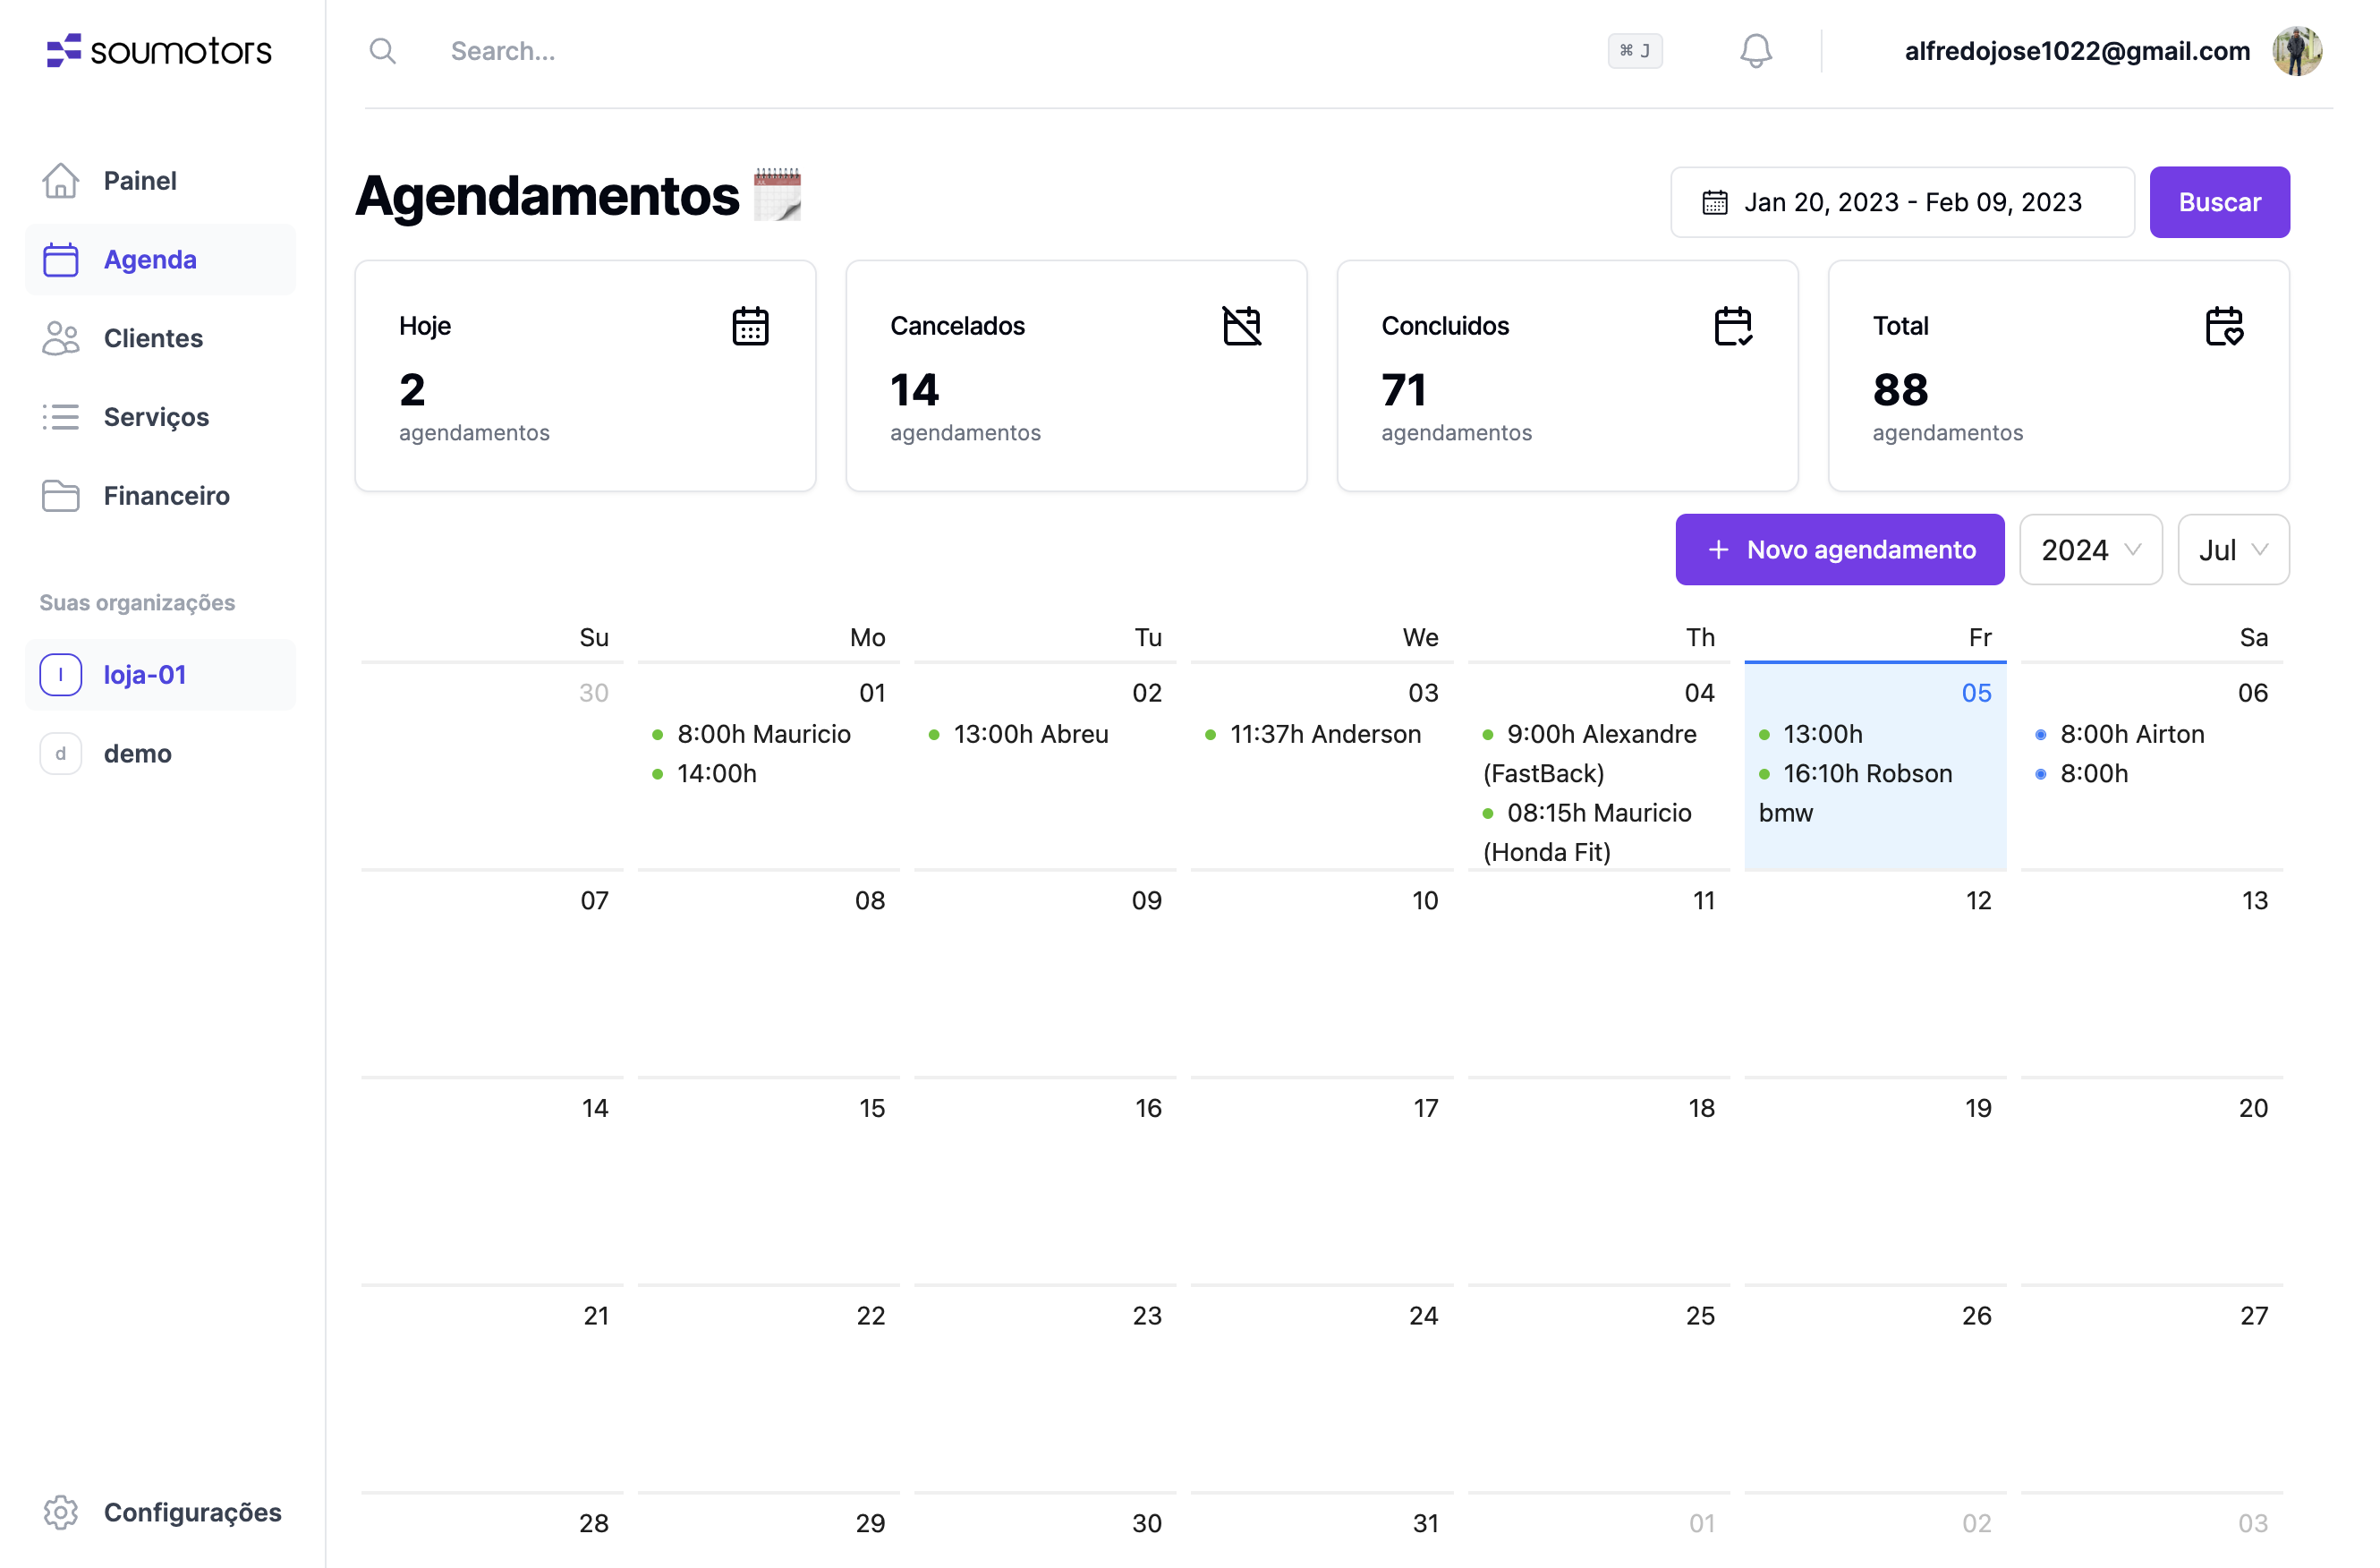 soumotors
Search...
⌘ J
alfredojose1022@gmail.com
Painel
Agenda
Clientes
Serviços
Financeiro
Suas organizações
l loja-01
d demo
Configurações
Agendamentos
Jan 20, 2023 - Feb 09, 2023
Buscar
Hoje
2
agendamentos
Cancelados
14
agendamentos
Concluidos
71
agendamentos
Total
88
agendamentos
+ Novo agendamento
2024
Jul
Su Mo Tu We Th Fr Sa
30
01
8:00h Mauricio
14:00h
02
13:00h Abreu
03
11:37h Anderson
04
9:00h Alexandre
(FastBack)
08:15h Mauricio
(Honda Fit)
05
13:00h
16:10h Robson
bmw
06
8:00h Airton
8:00h
07 08 09 10 11 12 13
14 15 16 17 18 19 20
21 22 23 24 25 26 27
28 29 30 31 01 02 03